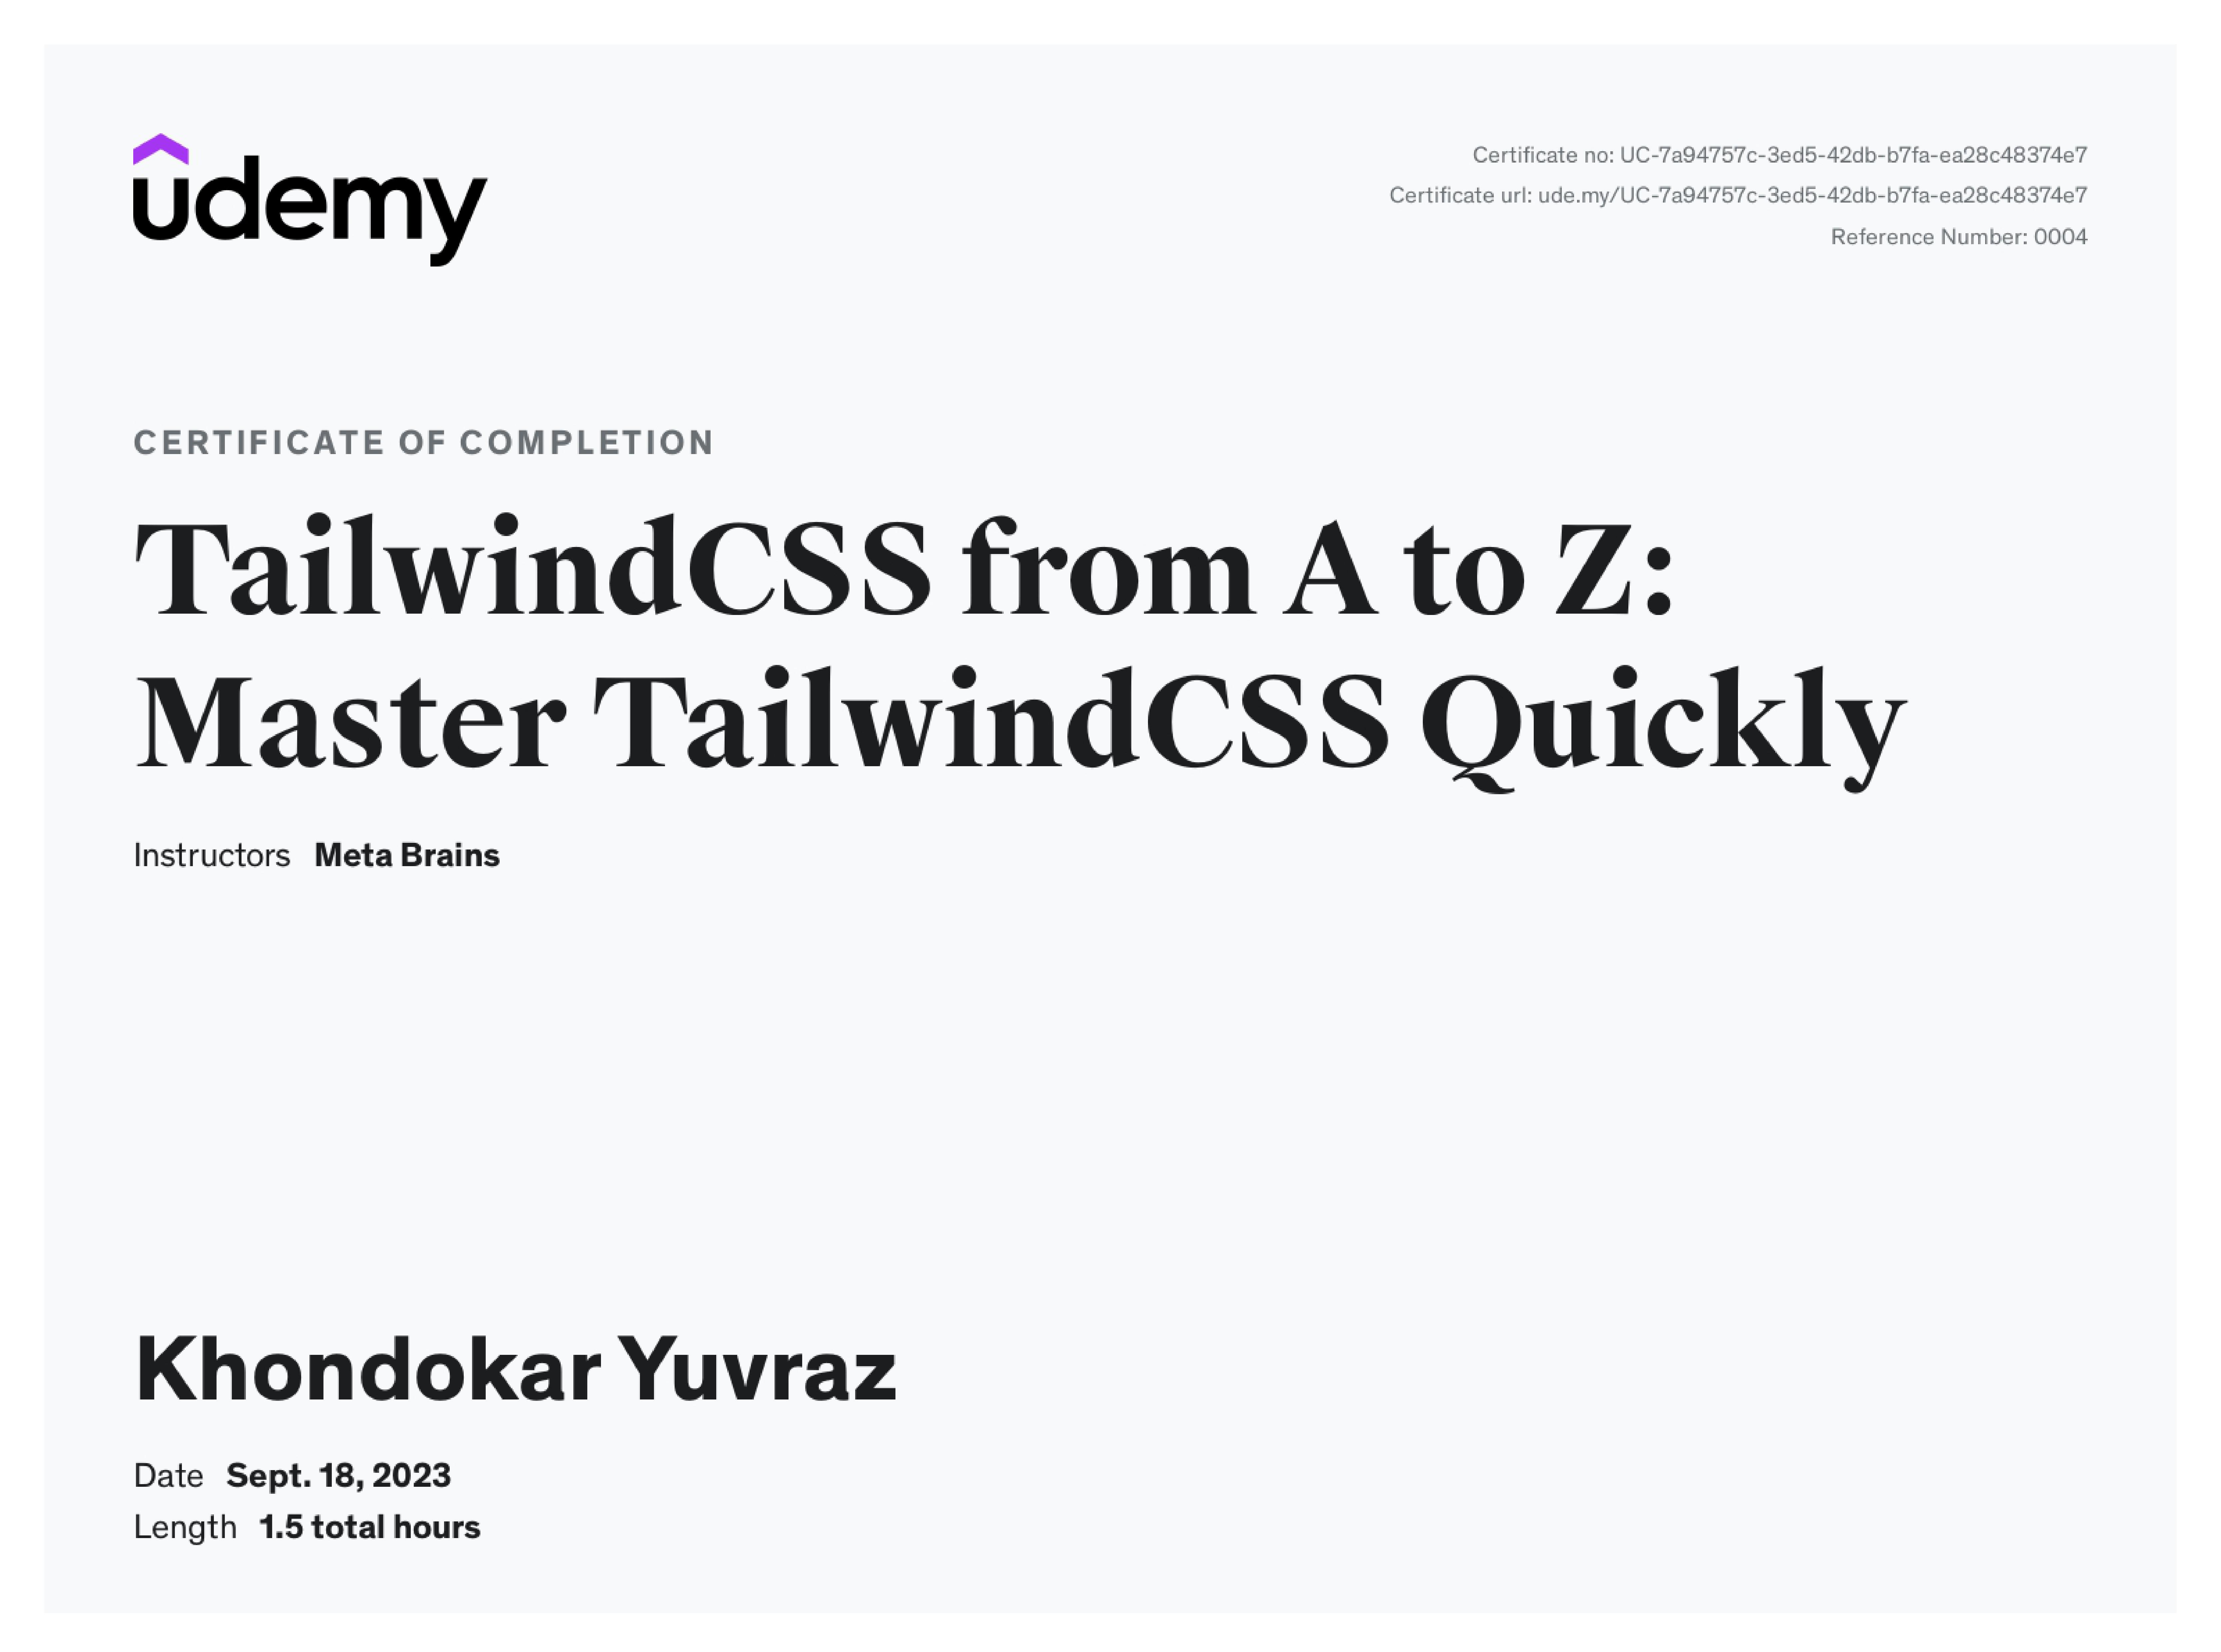 udemy
Certificate no: UC-7a94757c-3ed5-42db-b7fa-ea28c48374e7
Certificate url: ude.my/UC-7a94757c-3ed5-42db-b7fa-ea28c48374e7
Reference Number: 0004
CERTIFICATE OF COMPLETION
TailwindCSS from A to Z:
Master TailwindCSS Quickly
Instructors Meta Brains
Khondokar Yuvraz
Date Sept. 18, 2023
Length 1.5 total hours